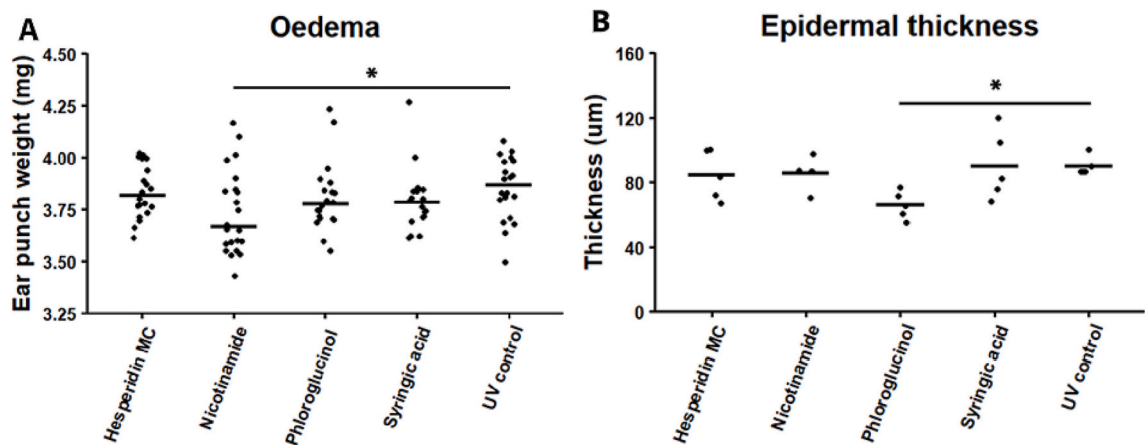 A
Oedema
Ear punch weight (mg)
4.50
4.25
4.00
3.75
3.50
3.25
*
Hesperidin MC
Nicotinamide
Phloroglucinol
Syringic acid
UV control
B
Epidermal thickness
Thickness (um)
160
120
80
40
0
*
Hesperidin MC
Nicotinamide
Phloroglucinol
Syringic acid
UV control